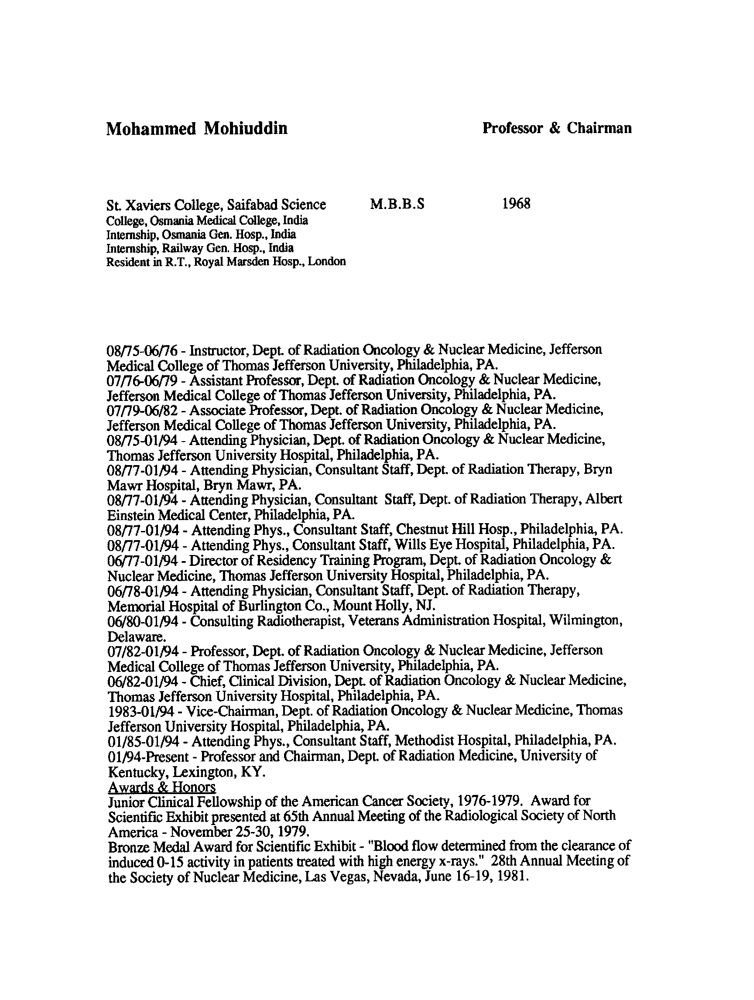 Mohammed Mohiuddin Professor & Chairman
St. Xaviers College, Saifabad Science M.B.B.S 1968
College, Osmania Medical College, India
Internship, Osmania Gen. Hosp., India
Internship, Railway Gen. Hosp., India
Resident in R.T., Royal Marsden Hosp., London
08/75-06/76 - Instructor, Dept. of Radiation Oncology & Nuclear Medicine, Jefferson
Medical College of Thomas Jefferson University, Philadelphia, PA.
07/76-06/79 - Assistant Professor, Dept. of Radiation Oncology & Nuclear Medicine,
Jefferson Medical College of Thomas Jefferson University, Philadelphia, PA.
07/79-06/82 - Associate Professor, Dept. of Radiation Oncology & Nuclear Medicine,
Jefferson Medical College of Thomas Jefferson University, Philadelphia, PA.
08/75-01/94 - Attending Physician, Dept. of Radiation Oncology & Nuclear Medicine,
Thomas Jefferson University Hospital, Philadelphia, PA.
08/77-01/94 - Attending Physician, Consultant Staff, Dept. of Radiation Therapy, Bryn
Mawr Hospital, Bryn Mawr, PA.
08/77-01/94 - Attending Physician, Consultant Staff, Dept. of Radiation Therapy, Albert
Einstein Medical Center, Philadelphia, PA.
08/77-01/94 - Attending Phys., Consultant Staff, Chestnut Hill Hosp., Philadelphia, PA.
08/77-01/94 - Attending Phys., Consultant Staff, Wills Eye Hospital, Philadelphia, PA.
06/77-01/94 - Director of Residency Training Program, Dept. of Radiation Oncology &
Nuclear Medicine, Thomas Jefferson University Hospital, Philadelphia, PA.
06/78-01/94 - Attending Physician, Consultant Staff, Dept. of Radiation Therapy,
Memorial Hospital of Burlington Co., Mount Holly, NJ.
06/80-01/94 - Consulting Radiotherapist, Veterans Administration Hospital, Wilmington,
Delaware.
07/82-01/94 - Professor, Dept. of Radiation Oncology & Nuclear Medicine, Jefferson
Medical College of Thomas Jefferson University, Philadelphia, PA.
06/82-01/94 - Chief, Clinical Division, Dept. of Radiation Oncology & Nuclear Medicine,
Thomas Jefferson University Hospital, Philadelphia, PA.
1983-01/94 - Vice-Chairman, Dept. of Radiation Oncology & Nuclear Medicine, Thomas
Jefferson University Hospital, Philadelphia, PA.
01/85-01/94 - Attending Phys., Consultant Staff, Methodist Hospital, Philadelphia, PA.
01/94-Present - Professor and Chairman, Dept. of Radiation Medicine, University of
Kentucky, Lexington, KY.
Awards & Honors
Junior Clinical Fellowship of the American Cancer Society, 1976-1979. Award for
Scientific Exhibit presented at 65th Annual Meeting of the Radiological Society of North
America - November 25-30, 1979.
Bronze Medal Award for Scientific Exhibit - "Blood flow determined from the clearance of
induced 0-15 activity in patients treated with high energy x-rays." 28th Annual Meeting of
the Society of Nuclear Medicine, Las Vegas, Nevada, June 16-19, 1981.